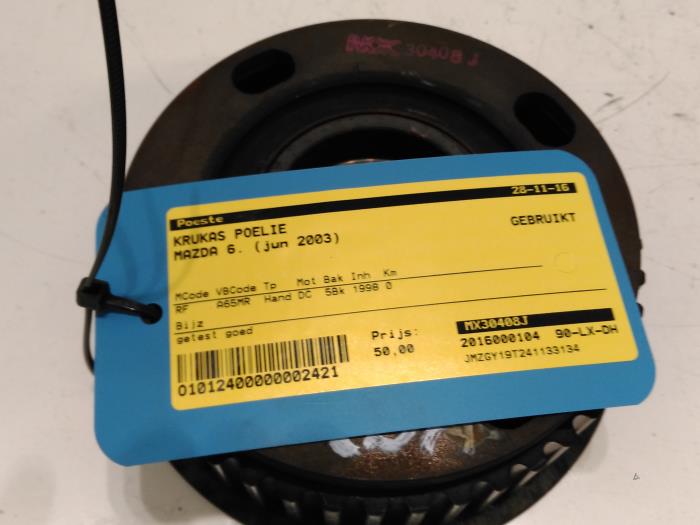 MX30408J
Poeste 28-11-16
KRUKAS POELIE GEBRUIKT
MAZDA 6. (jun 2003)
MCode VBCode Tp Mot Bak Inh Km
RF A65MR Hand DC 5Bk 1998 0
Bijz
getest goed
Prijs: MX30408J
50,00 2016000104 90-LX-DH
JMZGY19T241133134
O1012400000002421